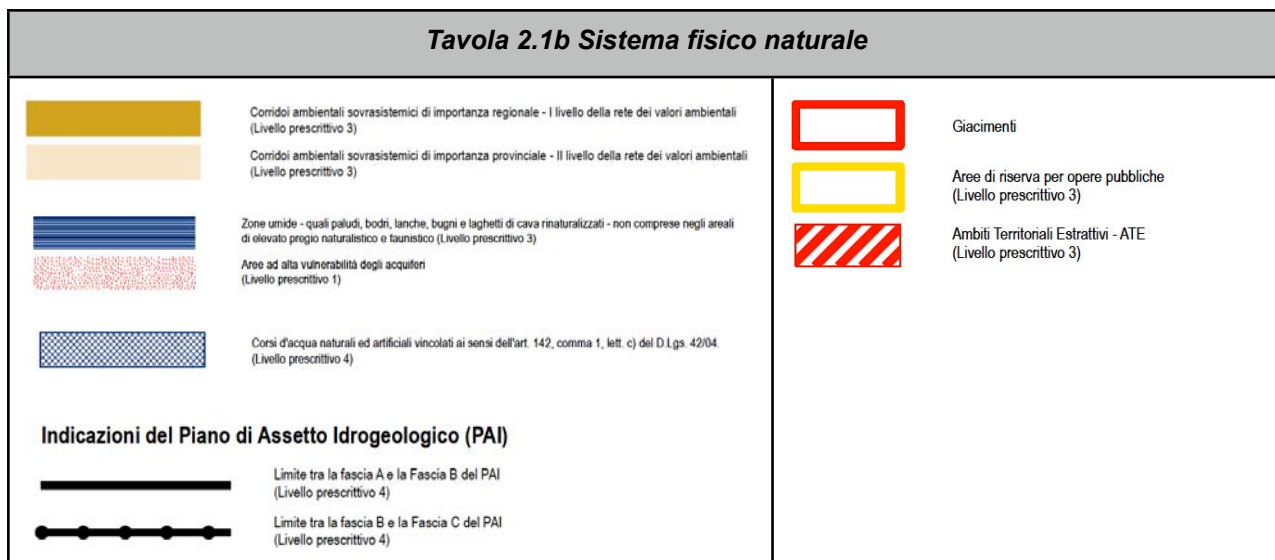 Tavola 2.1b Sistema fisico naturale
Corridoi ambientali sovrasistemici di importanza regionale - I livello della rete dei valori ambientali
(Livello prescrittivo 3)
Corridoi ambientali sovrasistemici di importanza provinciale - II livello della rete dei valori ambientali
(Livello prescrittivo 3)
Zone umide - quali paludi, bodri, lanche, bugni e laghetti di cava rinaturalizzati - non comprese negli areali
di elevato pregio naturalistico e faunistico (Livello prescrittivo 3)
Aree ad alta vulnerabilità degli acquiferi
(Livello prescrittivo 1)
Corsi d'acqua naturali ed artificiali vincolati ai sensi dell'art. 142, comma 1, lett. c) del D.Lgs. 42/04.
(Livello prescrittivo 4)
Indicazioni del Piano di Assetto Idrogeologico (PAI)
Limite tra la fascia A e la Fascia B del PAI
(Livello prescrittivo 4)
Limite tra la fascia B e la Fascia C del PAI
(Livello prescrittivo 4)
Giacimenti
Aree di riserva per opere pubbliche
(Livello prescrittivo 3)
Ambiti Territoriali Estrattivi - ATE
(Livello prescrittivo 3)